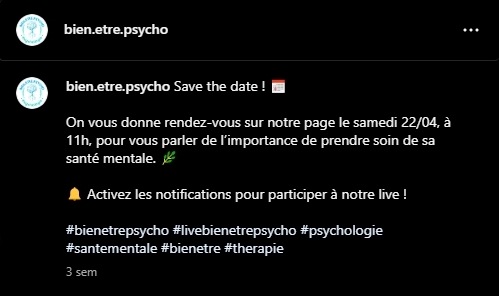 bien.etre.psycho
bien.etre.psycho Save the date ! 📅
On vous donne rendez-vous sur notre page le samedi 22/04, à
11h, pour vous parler de l’importance de prendre soin de sa
santé mentale. 🌿
🔔 Activez les notifications pour participer à notre live !
#bienetrepsycho #livebienetrepsycho #psychologie
#santementale #bienetre #therapie
3 sem